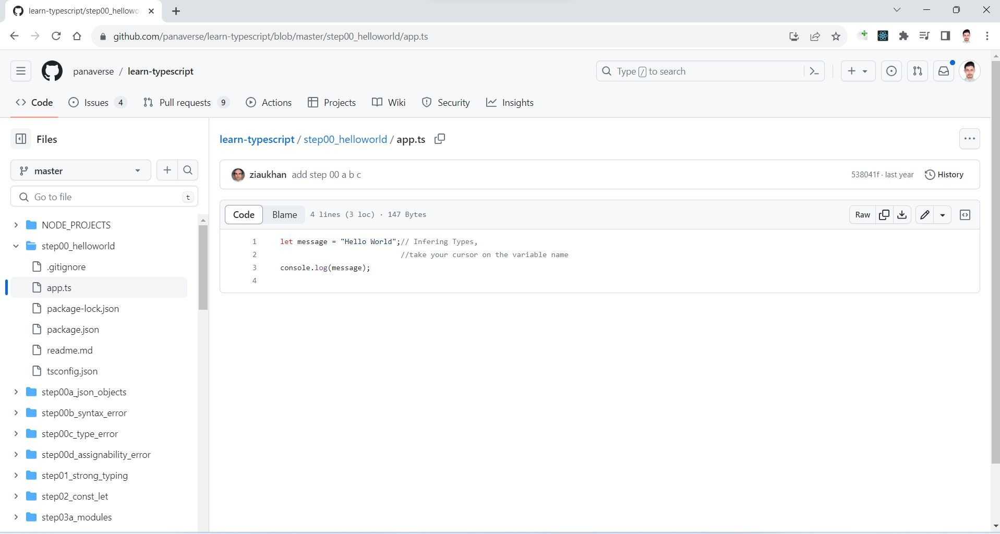 learn-typescript/step00_hellowo
github.com/panaverse/learn-typescript/blob/master/step00_helloworld/app.ts
panaverse / learn-typescript
Type / to search
Code
Issues 4
Pull requests 9
Actions
Projects
Wiki
Security
Insights
Files
master
Go to file
t
NODE_PROJECTS
step00_helloworld
.gitignore
app.ts
package-lock.json
package.json
readme.md
tsconfig.json
step00a_json_objects
step00b_syntax_error
step00c_type_error
step00d_assignability_error
step01_strong_typing
step02_const_let
step03a_modules
learn-typescript / step00_helloworld / app.ts
ziaukhan add step 00 a b c
538041f · last year
History
Code
Blame
4 lines (3 loc) · 147 Bytes
Raw
1 let message = "Hello World";// Infering Types,
2 //take your cursor on the variable name
3 console.log(message);
4